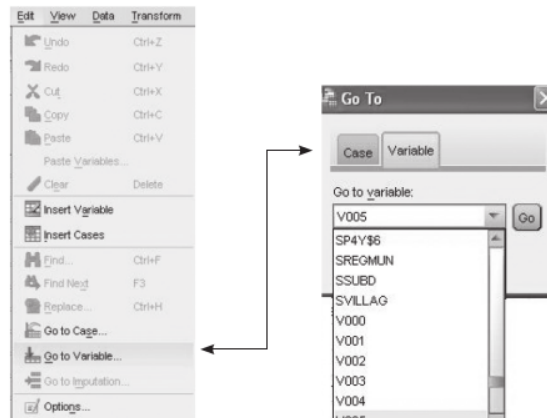 Edit View Data Transform
Undo Ctrl+Z
Redo Ctrl+Y
Cut Ctrl+X
Copy Ctrl+C
Paste Ctrl+V
Paste Variables...
Clear Delete
Insert Variable
Insert Cases
Find... Ctrl+F
Find Next F3
Replace... Ctrl+H
Go to Case...
Go to Variable...
Go to Imputation...
Options...
Go To
Case Variable
Go to variable:
V005 Go
SP4Y$6
SREGMUN
SSUBD
SVILLAG
V000
V001
V002
V003
V004
V005